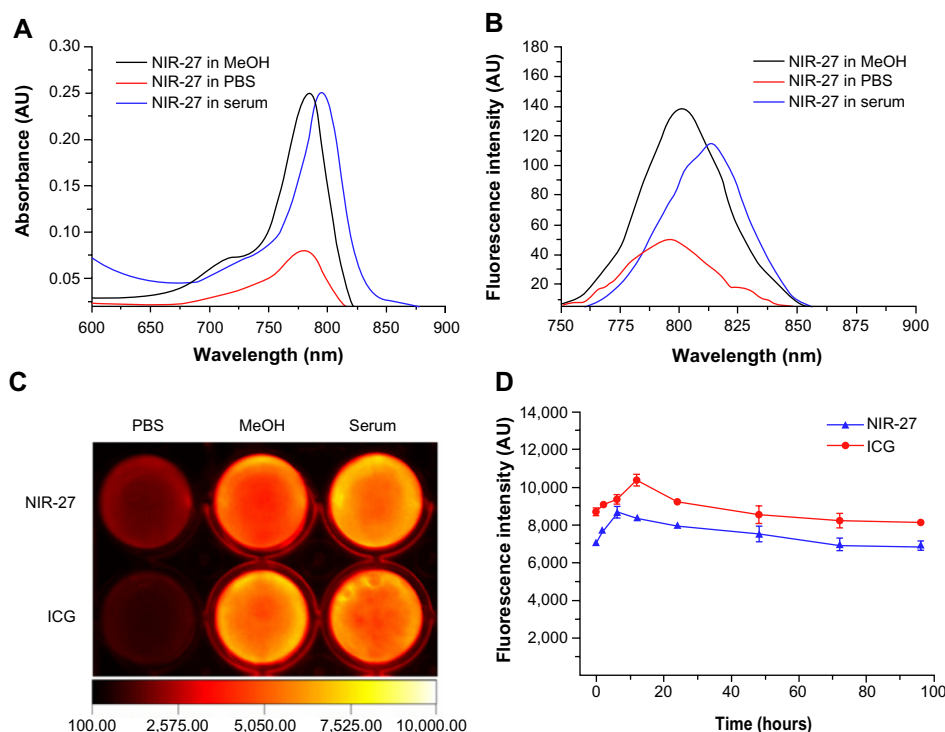 A
0.30
0.25
0.20
0.15
0.10
0.05
Absorbance (AU)
NIR-27 in MeOH
NIR-27 in PBS
NIR-27 in serum
600
650
700
750
800
850
900
Wavelength (nm)
B
180
160
140
120
100
80
60
40
20
Fluorescence intensity (AU)
NIR-27 in MeOH
NIR-27 in PBS
NIR-27 in serum
750
775
800
825
850
875
900
Wavelength (nm)
C
PBS
MeOH
Serum
NIR-27
ICG
100.00
2,575.00
5,050.00
7,525.00
10,000.00
D
14,000
12,000
10,000
8,000
6,000
4,000
2,000
Fluorescence intensity (AU)
NIR-27
ICG
0
20
40
60
80
100
Time (hours)